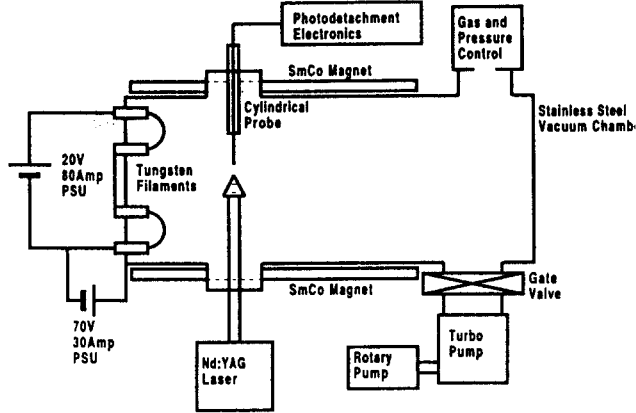 Photodetachment
Electronics
Gas and
Pressure
Control
SmCo Magnet
Cylindrical
Probe
Stainless Steel
Vacuum Chamb
20V
80Amp
PSU
Tungsten
Filaments
SmCo Magnet
Gate
Valve
70V
30Amp
PSU
Nd:YAG
Laser
Rotary
Pump
Turbo
Pump